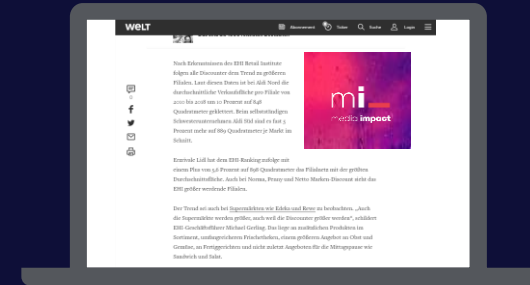 WELT
Abonnement
Ticker
Suche
Login
Nach Erkenntnissen des EHI Retail Institute
folgen alle Discounter dem Trend zu größeren
Filialen. Laut diesen Daten ist bei Aldi Nord die
durchschnittliche Verkaufsfläche pro Filiale von
2010 bis 2018 um 10 Prozent auf 848
Quadratmeter geklettert. Beim selbstständigen
Schwesterunternehmen Aldi Süd sind es fast 5
Prozent mehr auf 889 Quadratmeter je Markt im
Schnitt.
mi
media impact
Erzrivale Lidl hat dem EHI-Ranking zufolge mit
einem Plus von 5,6 Prozent auf 898 Quadratmeter das Filialnetz mit der größten
Durchschnittsfläche. Auch bei Norma, Penny und Netto Marken-Discount sieht das
EHI größer werdende Filialen.
Der Trend sei auch bei Supermärkten wie Edeka und Rewe zu beobachten. „Auch
die Supermärkte werden größer, auch weil die Discounter größer werden“, schildert
EHI-Geschäftsführer Michael Gerling. Das liege an zusätzlichen Produkten im
Sortiment, umfangreicheren Frischetheken, einem größeren Angebot an Obst und
Gemüse, an Fertiggerichten und nicht zuletzt Angeboten für die Mittagspause wie
Sandwich und Salat.